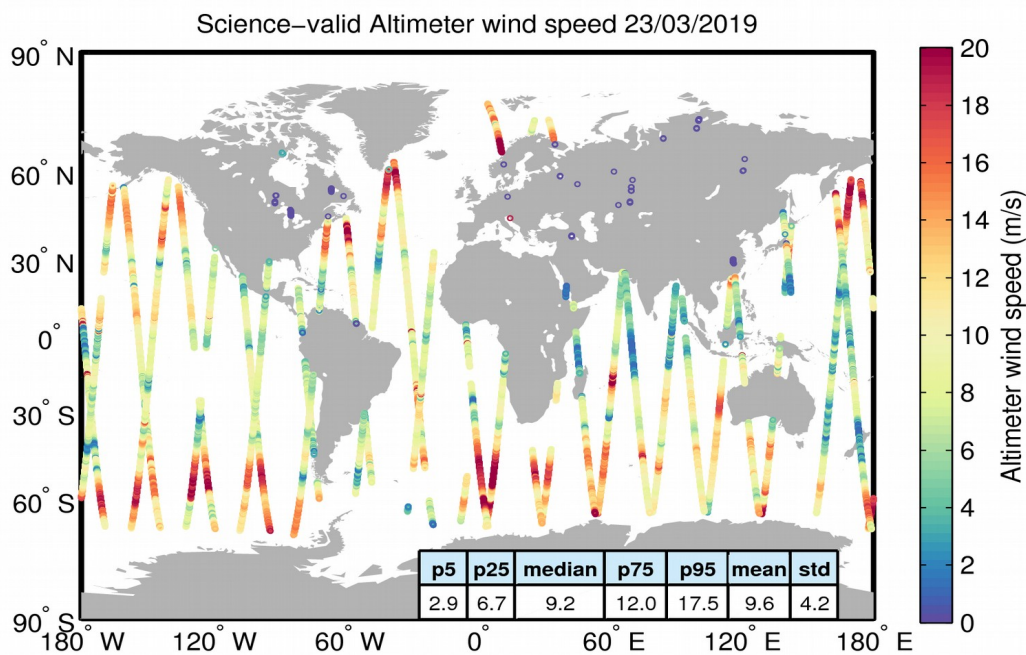 Science−valid Altimeter wind speed 23/03/2019
90° N
60° N
30° N
0°
30° S
60° S
90° S
180° W
120° W
60° W
0°
60° E
120° E
180° E
p5 p25 median p75 p95 mean std
2.9 6.7 9.2 12.0 17.5 9.6 4.2
20
18
16
14
12
10
8
6
4
2
0
Altimeter wind speed (m/s)